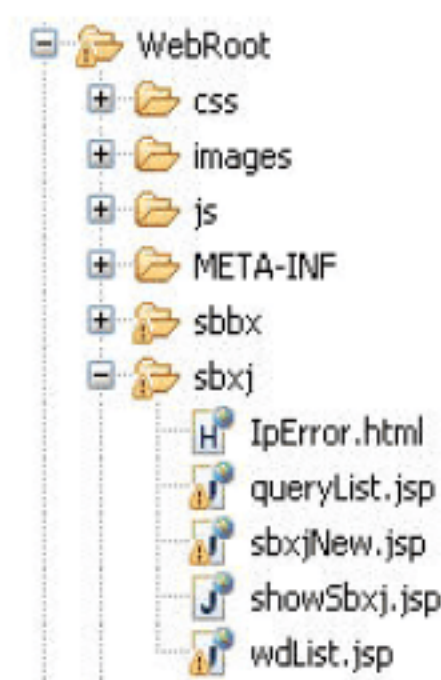 WebRoot
css
images
js
META-INF
sbbx
sbxj
IpError.html
queryList.jsp
sbxjNew.jsp
showSbxj.jsp
wdList.jsp